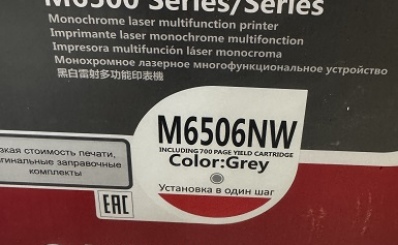 M6500 Series/Series
Monochrome laser multifunction printer
Imprimante laser monochrome multifonction
Impresora multifunción láser monocroma
Монохромное лазерное многофункциональное устройство
黑白雷射多功能印表機
M6506NW
INCLUDING 700 PAGE YIELD CARTRIDGE
Color:Grey
Установка в один шаг
стоимость печати,
заправочные
комплекты
EAC